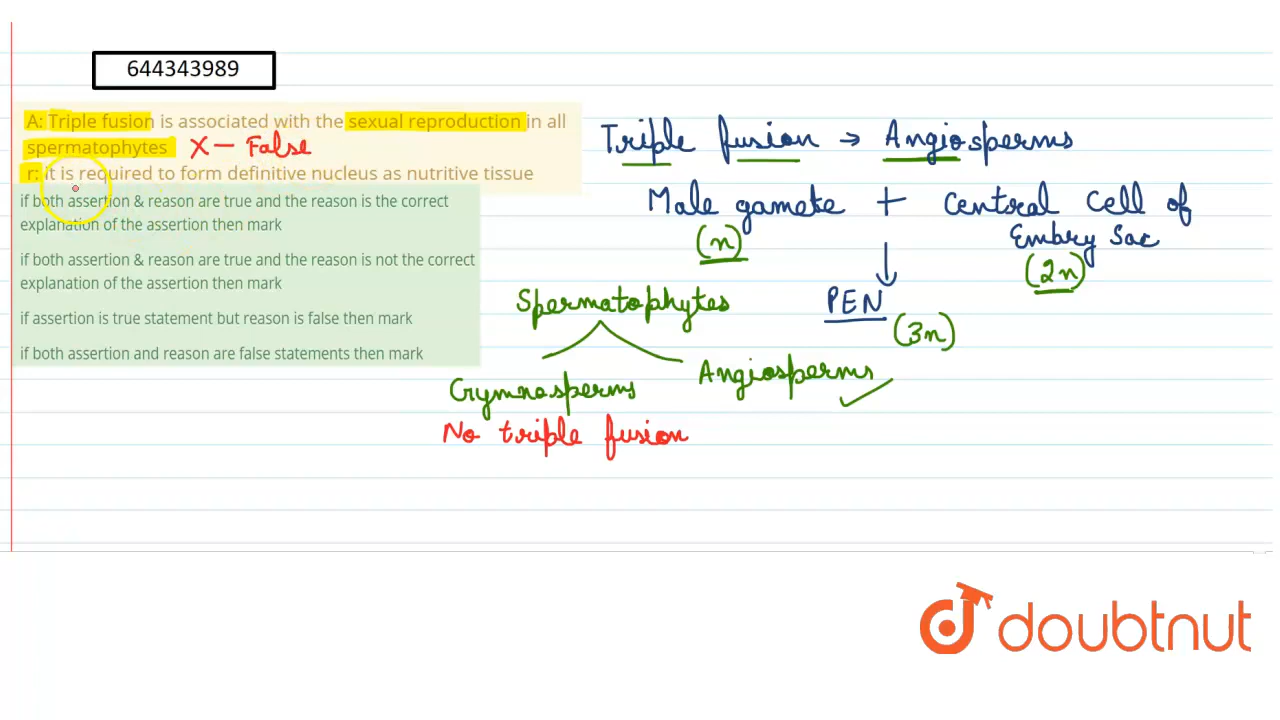 644343989
A: Triple fusion is associated with the sexual reproduction in all
spermatophytes X - False
r: it is required to form definitive nucleus as nutritive tissue
if both assertion & reason are true and the reason is the correct
explanation of the assertion then mark
if both assertion & reason are true and the reason is not the correct
explanation of the assertion then mark
if assertion is true statement but reason is false then mark
if both assertion and reason are false statements then mark
Triple fusion → Angiosperms
Male gamete + Central Cell of
Embry Sac
(n)
(2n)
PEN
(3n)
Spermatophytes
Gymnosperms
Angiosperms ✓
No triple fusion
doubtnut